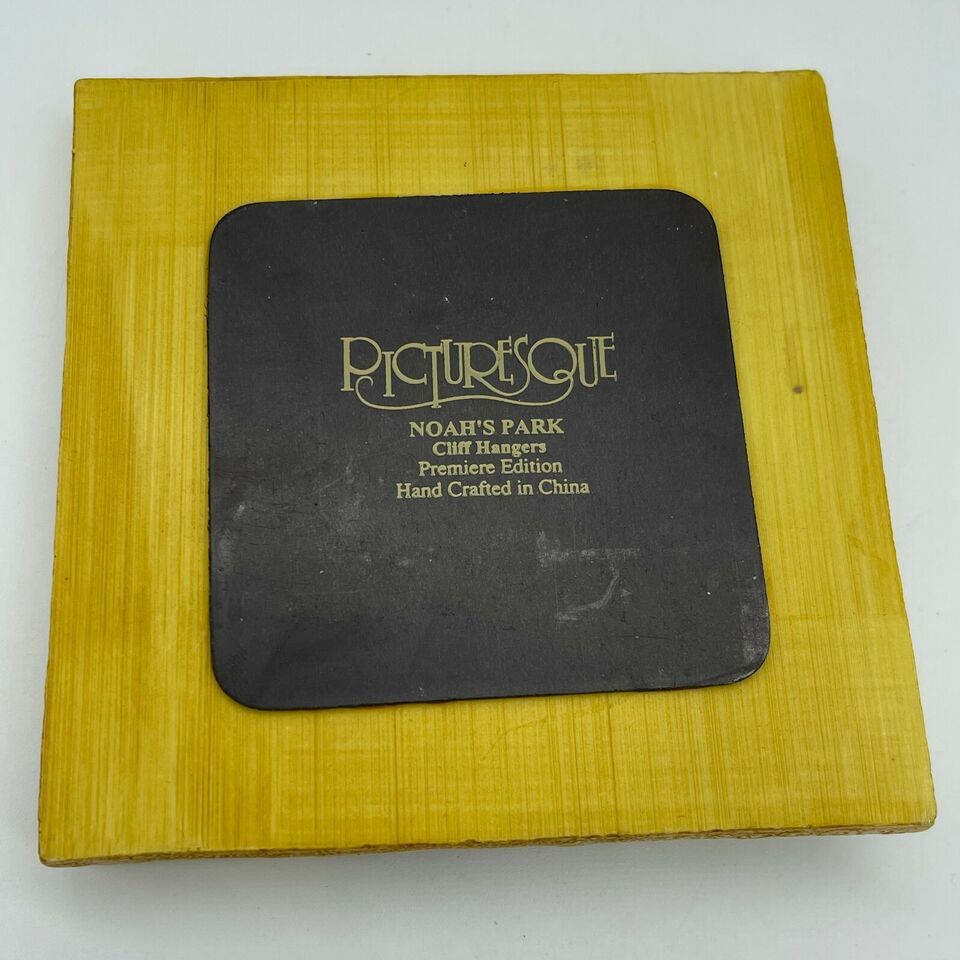 PICTURESQUE
NOAH'S PARK
Cliff Hangers
Premiere Edition
Hand Crafted in China